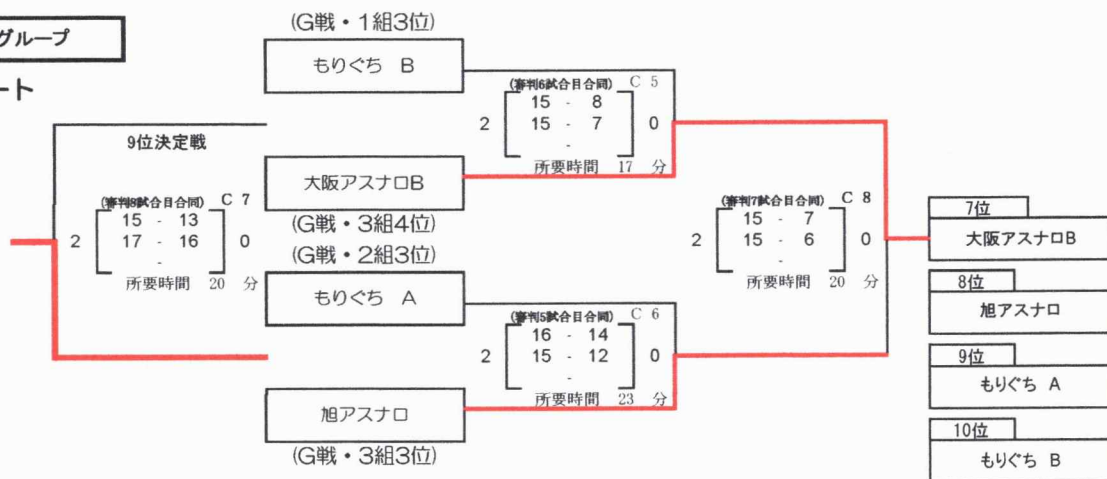 グループ
ート
(G戦・1組3位)
もりぐち B
(審判6試合目合同) C 5
2 15 - 8 0
15 - 7
-
所要時間 17 分
大阪アスナロB
(G戦・3組4位)
9位決定戦
(審判8試合目合同) C 7
2 15 - 13 0
17 - 16
-
所要時間 20 分
(G戦・2組3位)
もりぐち A
(審判5試合目合同) C 6
2 16 - 14 0
15 - 12
-
所要時間 23 分
旭アスナロ
(G戦・3組3位)
(審判7試合目合同) C 8
2 15 - 7 0
15 - 6
-
所要時間 20 分
7位
大阪アスナロB
8位
旭アスナロ
9位
もりぐち A
10位
もりぐち B